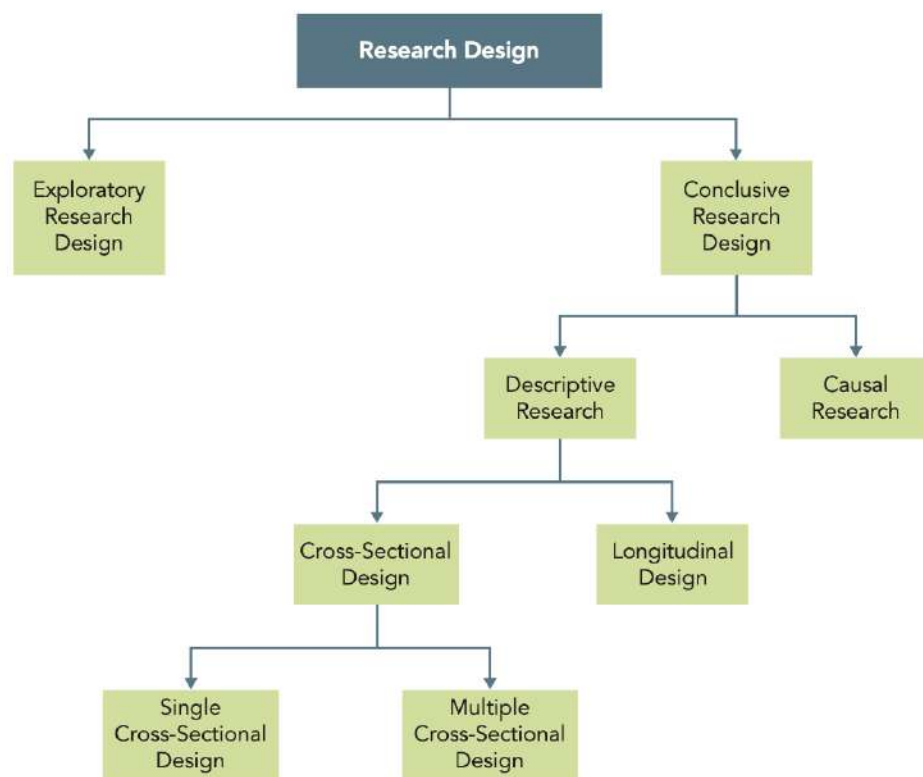 Research Design
Exploratory
Research
Design
Conclusive
Research
Design
Descriptive
Research
Causal
Research
Cross-Sectional
Design
Longitudinal
Design
Single
Cross-Sectional
Design
Multiple
Cross-Sectional
Design